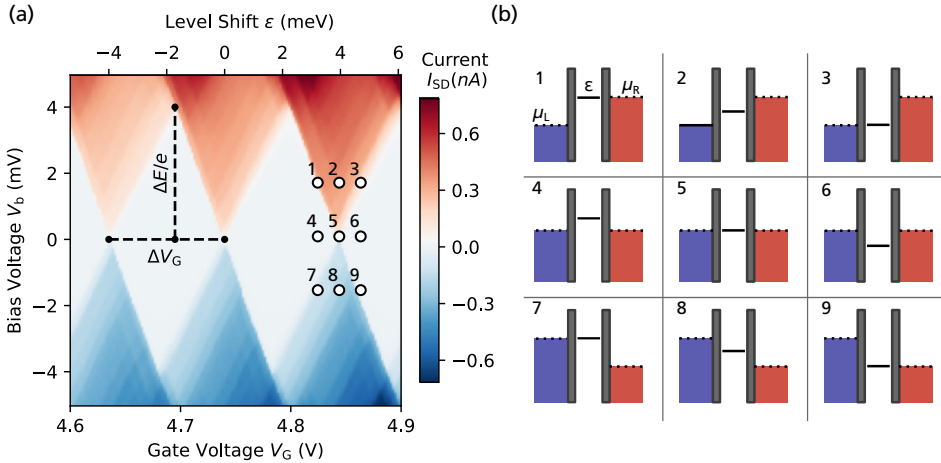 (a)
Level Shift ε (meV)
−4 −2 0 2 4 6
Current
I_SD(nA)
4
2
0
−2
−4
Bias Voltage V_b (mV)
ΔE/e
ΔV_G
1 2 3
4 5 6
7 8 9
0.6
0.3
0.0
−0.3
−0.6
4.6 4.7 4.8 4.9
Gate Voltage V_G (V)
(b)
1 ε μ_R
μ_L
2
3
4
5
6
7
8
9